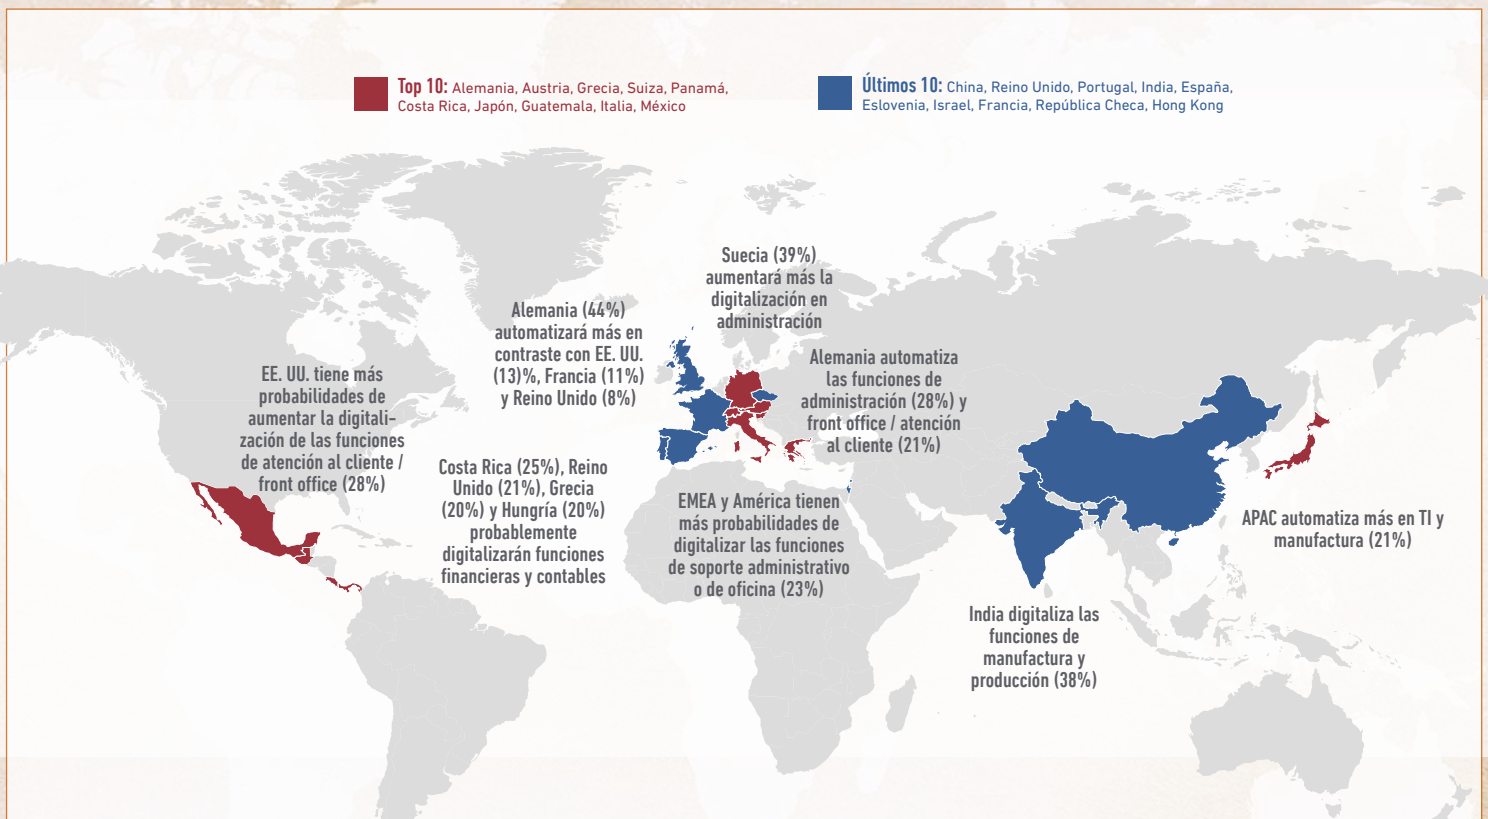 Top 10: Alemania, Austria, Grecia, Suiza, Panamá,
Costa Rica, Japón, Guatemala, Italia, México
Últimos 10: China, Reino Unido, Portugal, India, España,
Eslovenia, Israel, Francia, República Checa, Hong Kong
Suecia (39%)
aumentará más la
digitalización en
administración
Alemania (44%)
automatizará más en
contraste con EE. UU.
(13)%, Francia (11%)
y Reino Unido (8%)
Alemania automatiza
las funciones de
administración (28%) y
front office / atención
al cliente (21%)
EE. UU. tiene más
probabilidades de
aumentar la digitali-
zación de las funciones
de atención al cliente /
front office (28%)
Costa Rica (25%), Reino
Unido (21%), Grecia
(20%) y Hungría (20%)
probablemente
digitalizarán funciones
financieras y contables
EMEA y América tienen
más probabilidades de
digitalizar las funciones
de soporte administrativo
o de oficina (23%)
APAC automatiza más en TI y
manufactura (21%)
India digitaliza las
funciones de
manufactura y
producción (38%)